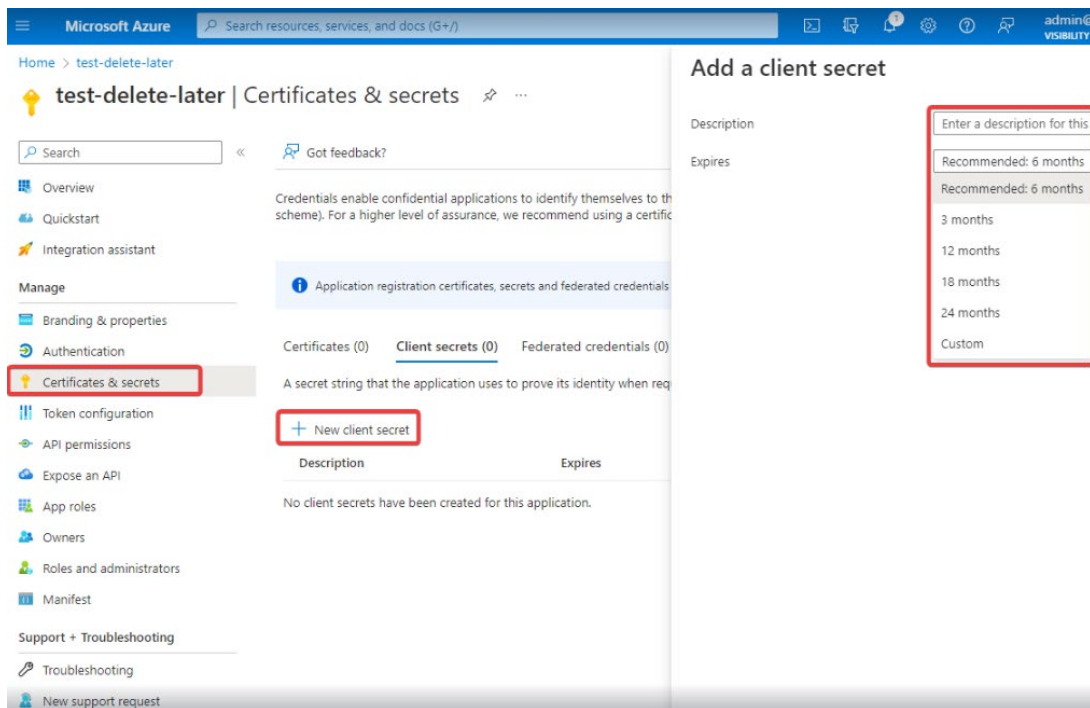 Microsoft Azure
Search resources, services, and docs (G+/)
1
admin@
VISIBILITY
Home > test-delete-later
test-delete-later | Certificates & secrets
...
Search
«
Overview
Quickstart
Integration assistant
Manage
Branding & properties
Authentication
Certificates & secrets
Token configuration
API permissions
Expose an API
App roles
Owners
Roles and administrators
Manifest
Support + Troubleshooting
Troubleshooting
New support request
Got feedback?
Credentials enable confidential applications to identify themselves to th
scheme). For a higher level of assurance, we recommend using a certific
Application registration certificates, secrets and federated credentials
Certificates (0) Client secrets (0) Federated credentials (0)
A secret string that the application uses to prove its identity when req
+ New client secret
Description Expires
No client secrets have been created for this application.
Add a client secret
Description
Enter a description for this
Expires
Recommended: 6 months
Recommended: 6 months
3 months
12 months
18 months
24 months
Custom